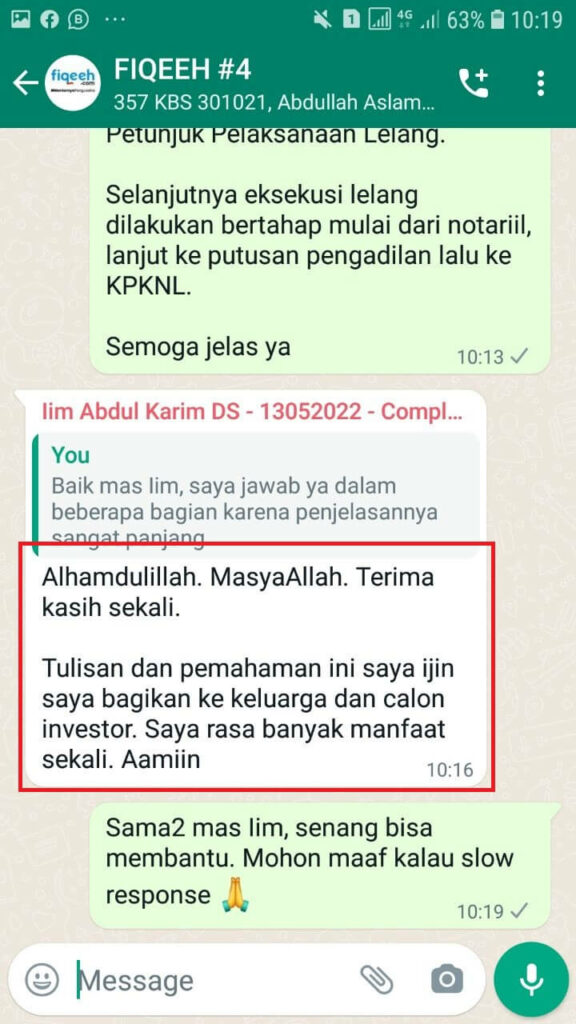 4G 63% 10:19
fiqeeh
.com
FIQEEH #4
357 KBS 301021, Abdullah Aslam...
Petunjuk Pelaksanaan Lelang.
Selanjutnya eksekusi lelang
dilakukan bertahap mulai dari notariil,
lanjut ke putusan pengadilan lalu ke
KPKNL.
Semoga jelas ya
10:13
Iim Abdul Karim DS - 13052022 - Compl...
You
Baik mas Iim, saya jawab ya dalam
beberapa bagian karena penjelasannya
sangat panjang
Alhamdulillah. MasyaAllah. Terima
kasih sekali.
Tulisan dan pemahaman ini saya ijin
saya bagikan ke keluarga dan calon
investor. Saya rasa banyak manfaat
sekali. Aamiin
10:16
Sama2 mas Iim, senang bisa
membantu. Mohon maaf kalau slow
response 🙏
10:19
Message